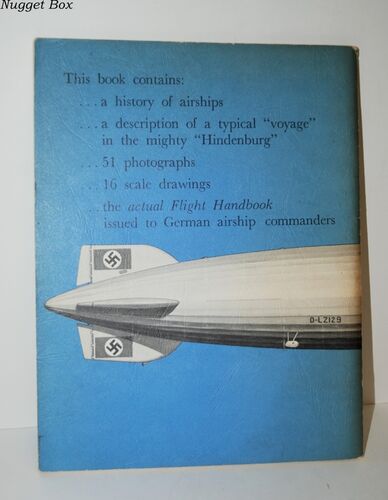 Nugget Box
This book contains:
...a history of airships
...a description of a typical "voyage"
in the mighty "Hindenburg"
...51 photographs
...16 scale drawings
...the actual Flight Handbook
issued to German airship commanders
D-LZ129